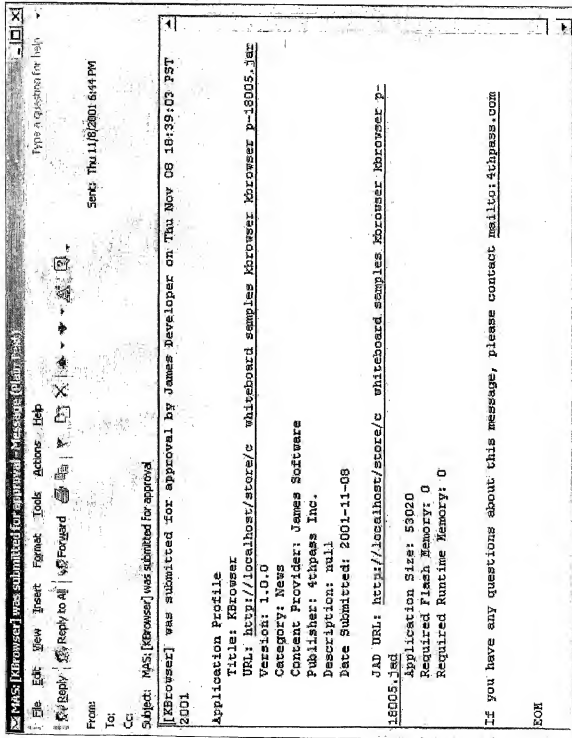 MAS: [KBrowser] was submitted for approval - Message (Plain Text)
File Edit View Insert Format Tools Actions Help
Type a question for help
Reply Reply to All Forward
From:
Sent: Thu 11/8/2001 6:44 PM
To:
Cc:
Subject: MAS: [KBrowser] was submitted for approval
[KBrowser] was submitted for approval by James Developer on Thu Nov 08 18:39:03 PST
2001
Application Profile
Title: KBrowser
URL: http://localhost/store/c whiteboard samples kbrowser kbrowser p-18005.jar
Version: 1.0.0
Category: News
Content Provider: James Software
Publisher: 4thpass Inc.
Description: null
Date Submitted: 2001-11-08
JAD URL: http://localhost/store/c whiteboard samples kbrowser kbrowser p-
18005.jad
Application Size: 53020
Required Flash Memory: 0
Required Runtime Memory: 0
If you have any questions about this message, please contact mailto:4thpass.com
EOM